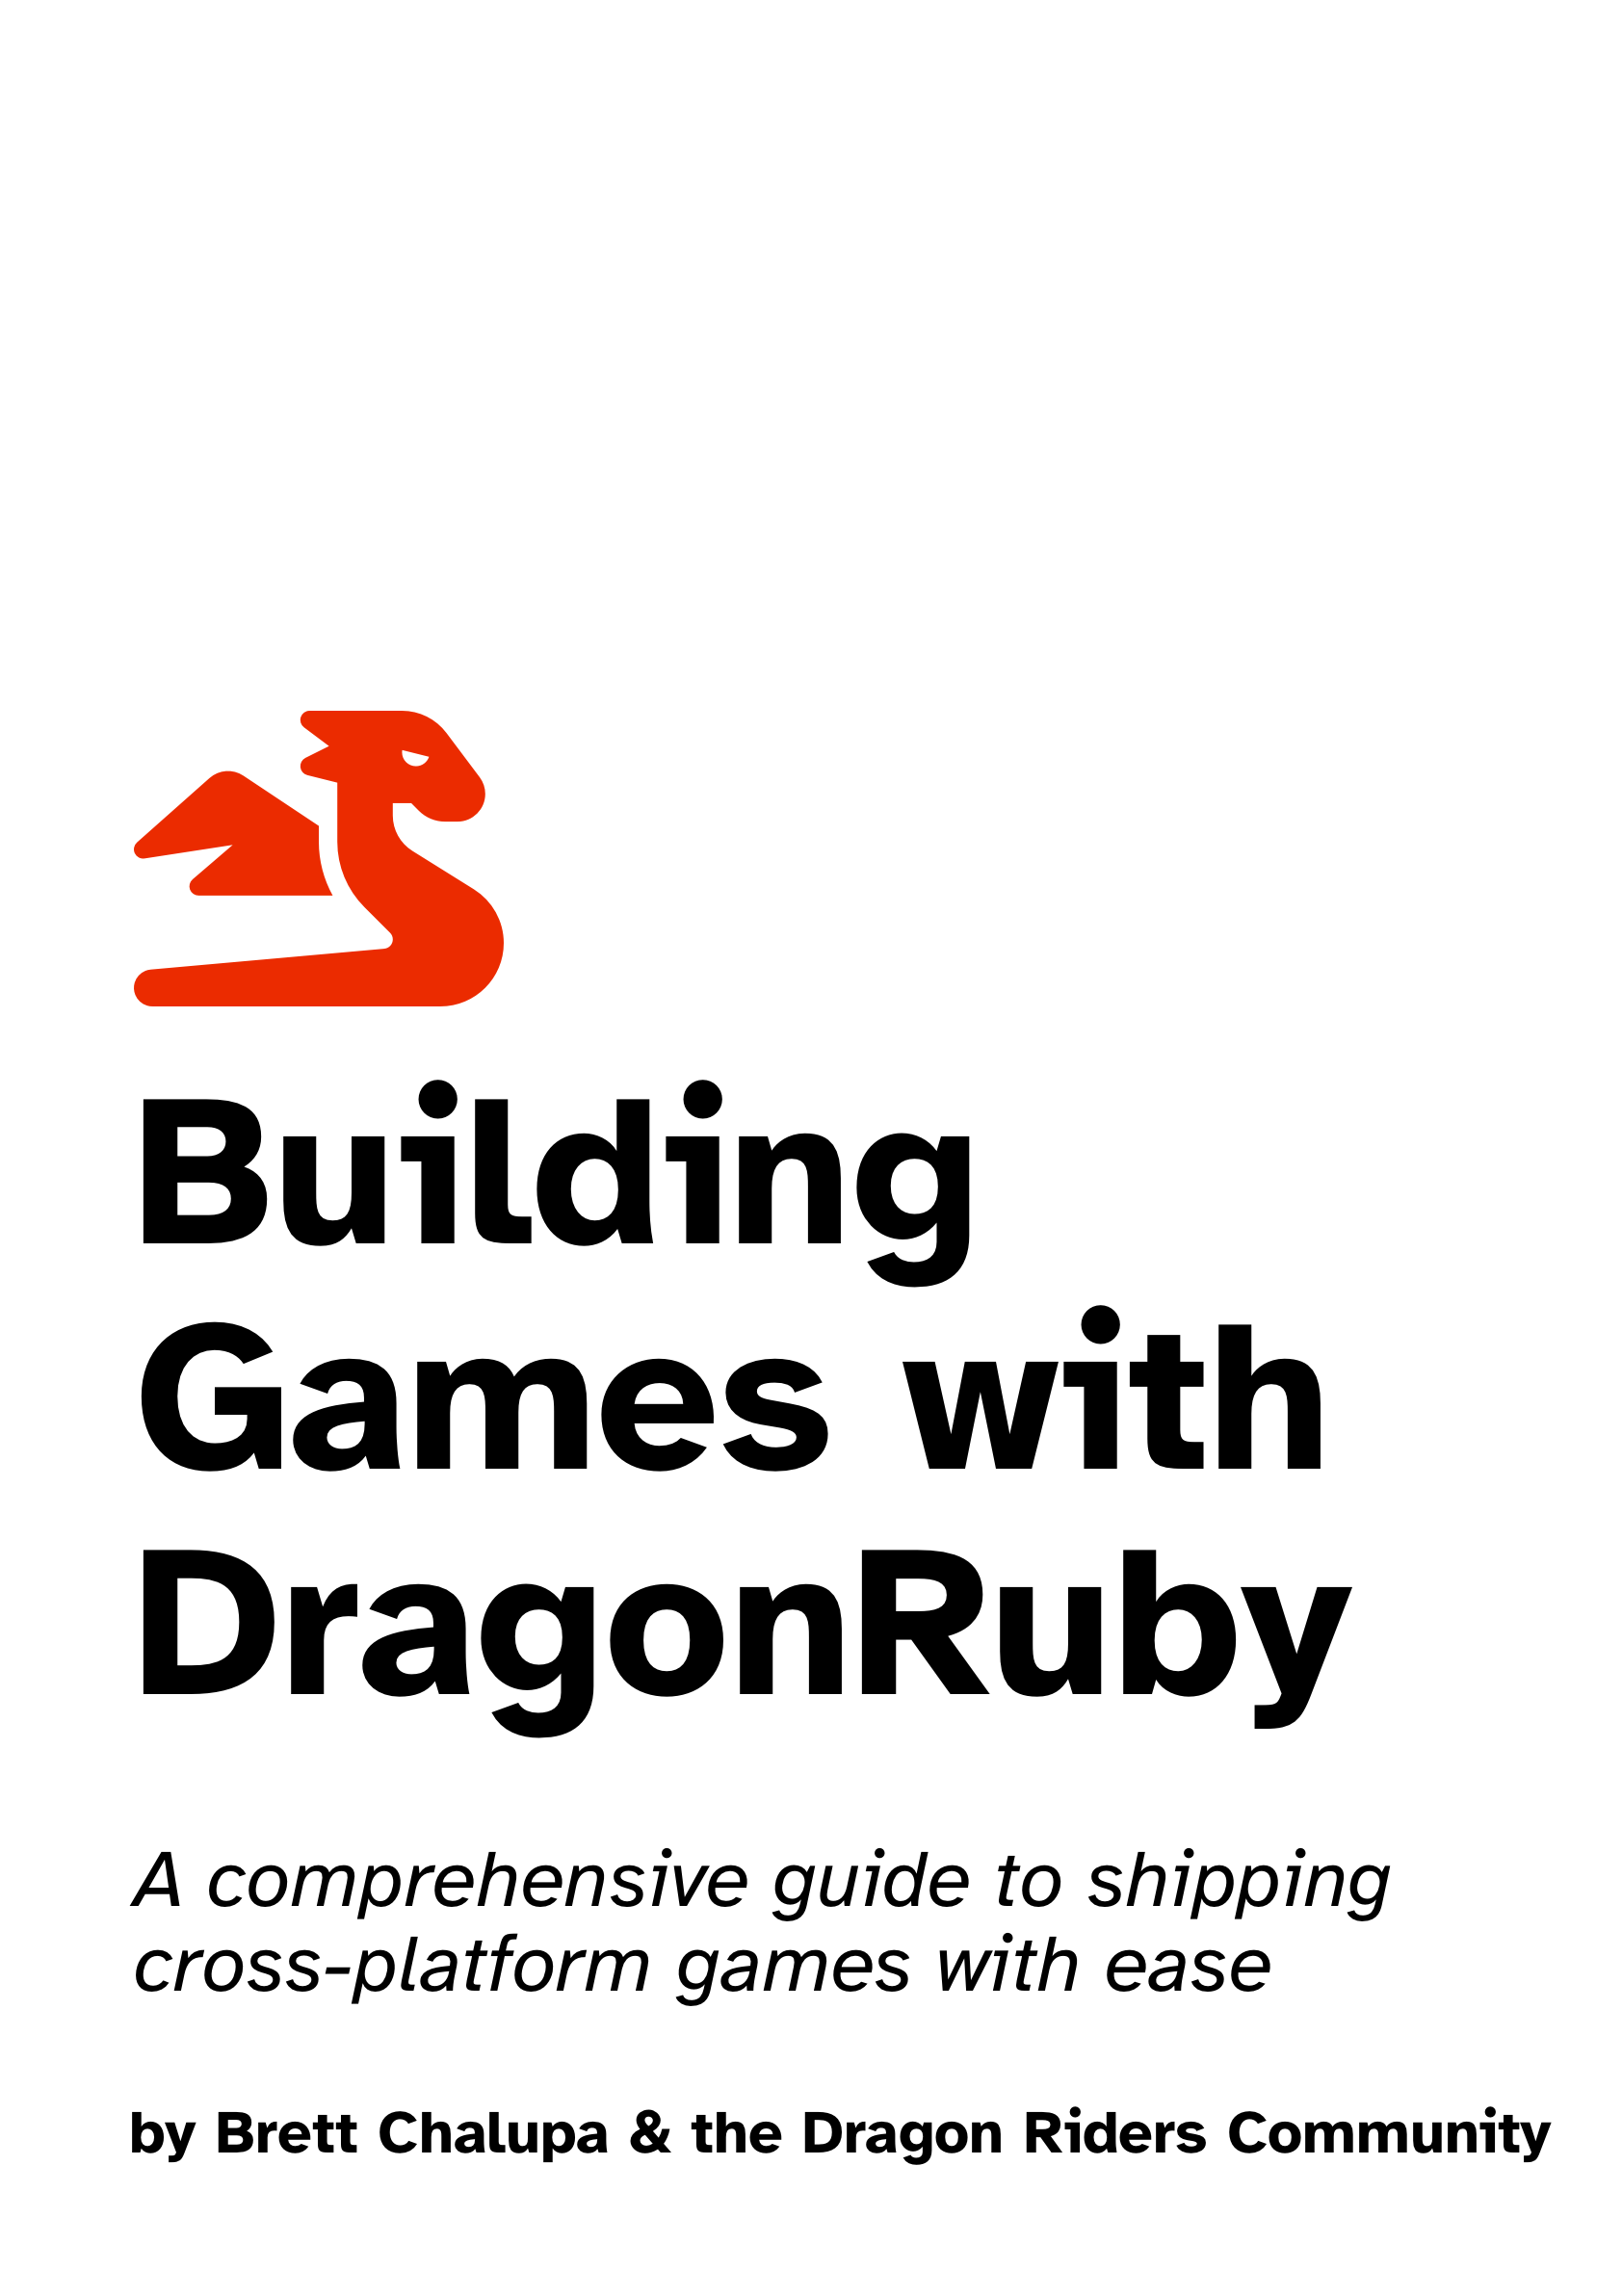 Building
Games with
DragonRuby
A comprehensive guide to shipping
cross-platform games with ease
by Brett Chalupa & the Dragon Riders Community